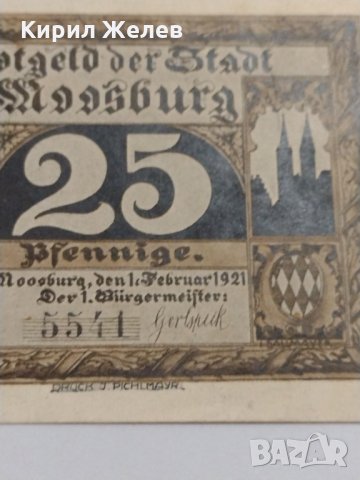 Кирил Желев
otgeld der Stadt
Moosburg
25
Pfennige.
Moosburg, den 1. Februar 1921
Der 1. Bürgermeister:
5541
DRUCK J. PICHLMAYR.
bazar